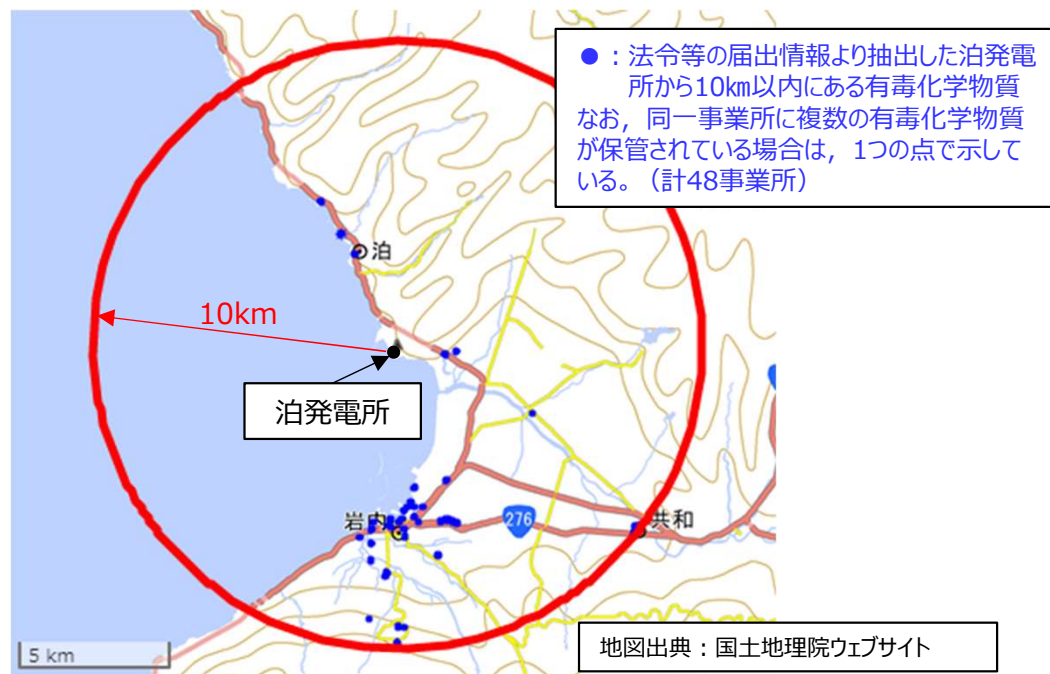 ●：法令等の届出情報より抽出した泊発電
所から10㎞以内にある有毒化学物質
なお，同一事業所に複数の有毒化学物質
が保管されている場合は，1つの点で示して
いる。（計48事業所）
泊
10km
泊発電所
岩内
276
共和
5 km
地図出典：国土地理院ウェブサイト